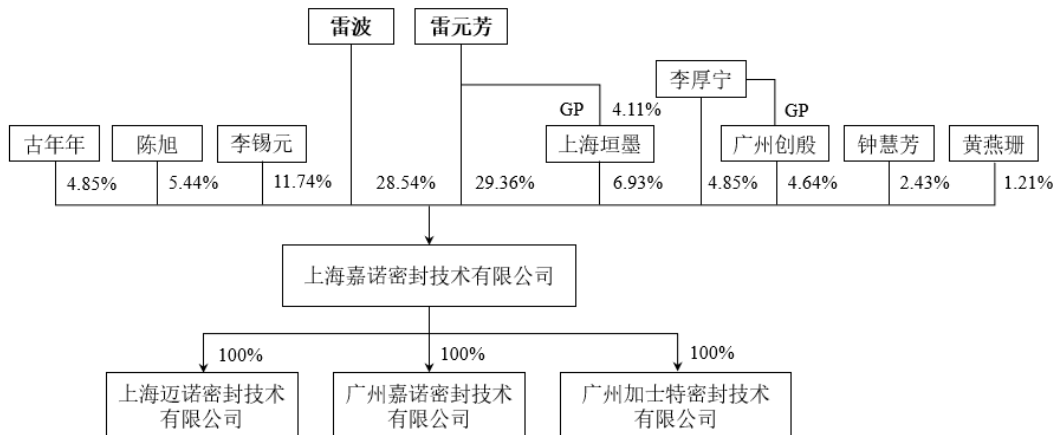 雷波
雷元芳
李厚宁
GP
4.11%
GP
古年年
陈旭
李锡元
上海垣墨
广州创殷
钟慧芳
黄燕珊
4.85%
5.44%
11.74%
28.54%
29.36%
6.93%
4.85%
4.64%
2.43%
1.21%
上海嘉诺密封技术有限公司
100%
100%
100%
上海迈诺密封技术
有限公司
广州嘉诺密封技术
有限公司
广州加士特密封技术
有限公司